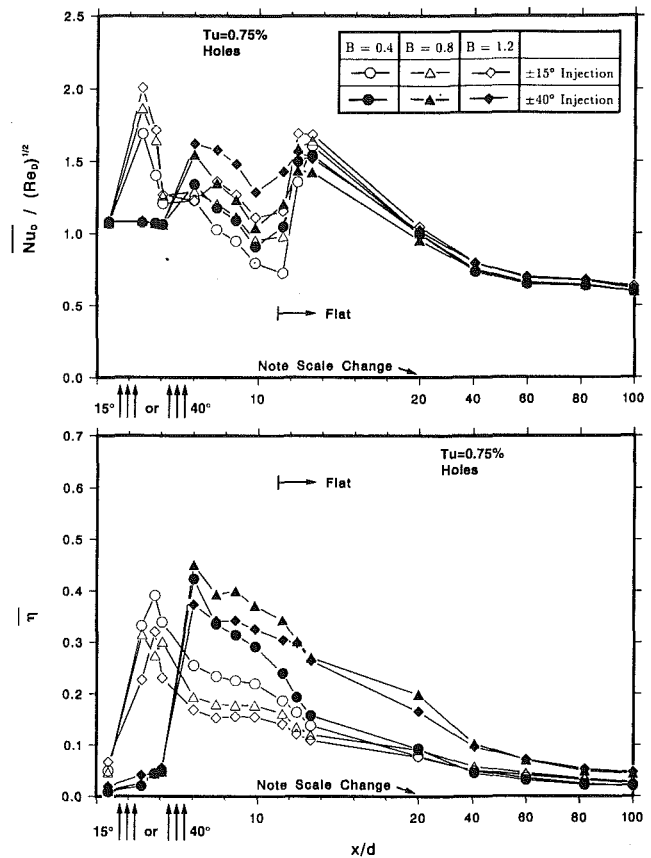 2.5
Tu=0.75%
Holes
B = 0.4 B = 0.8 B = 1.2
±15° Injection
±40° Injection
2.0
1.5
1.0
0.5
0.0
Nu_D / (Re_D)^1/2
Flat
Note Scale Change
15° or 40°
10 20 40 60 80 100
0.7
Tu=0.75%
Holes
Flat
0.6
0.5
0.4
0.3
0.2
0.1
0.0
η
Note Scale Change
15° or 40°
10 20 40 60 80 100
x/d